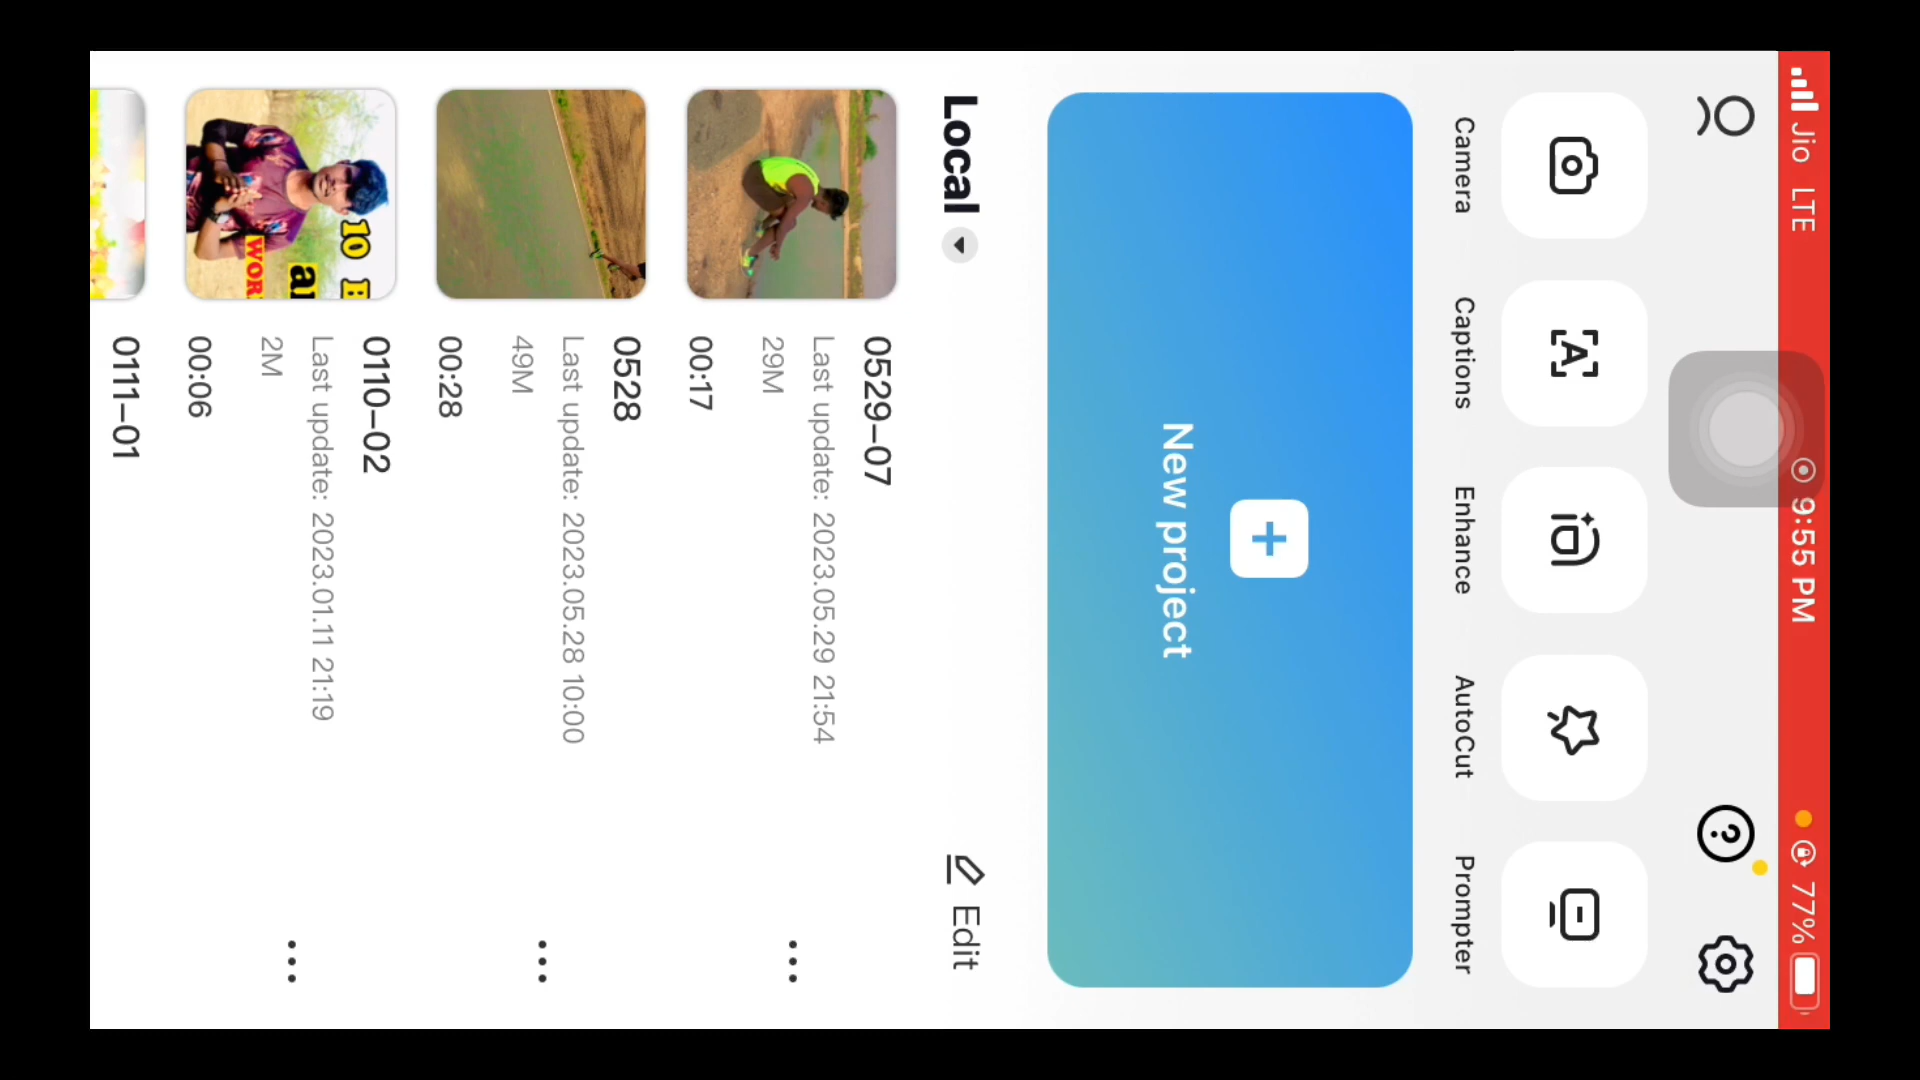 Jio LTE 9:55 PM 77%
Camera Captions Enhance AutoCut Prompter
New project
Local Edit
0529-07
Last update: 2023.05.29 21:54
29M
00:17
0528
Last update: 2023.05.28 10:00
49M
00:28
10
WOR
0110-02
Last update: 2023.01.11 21:19
2M
00:06
0111-01